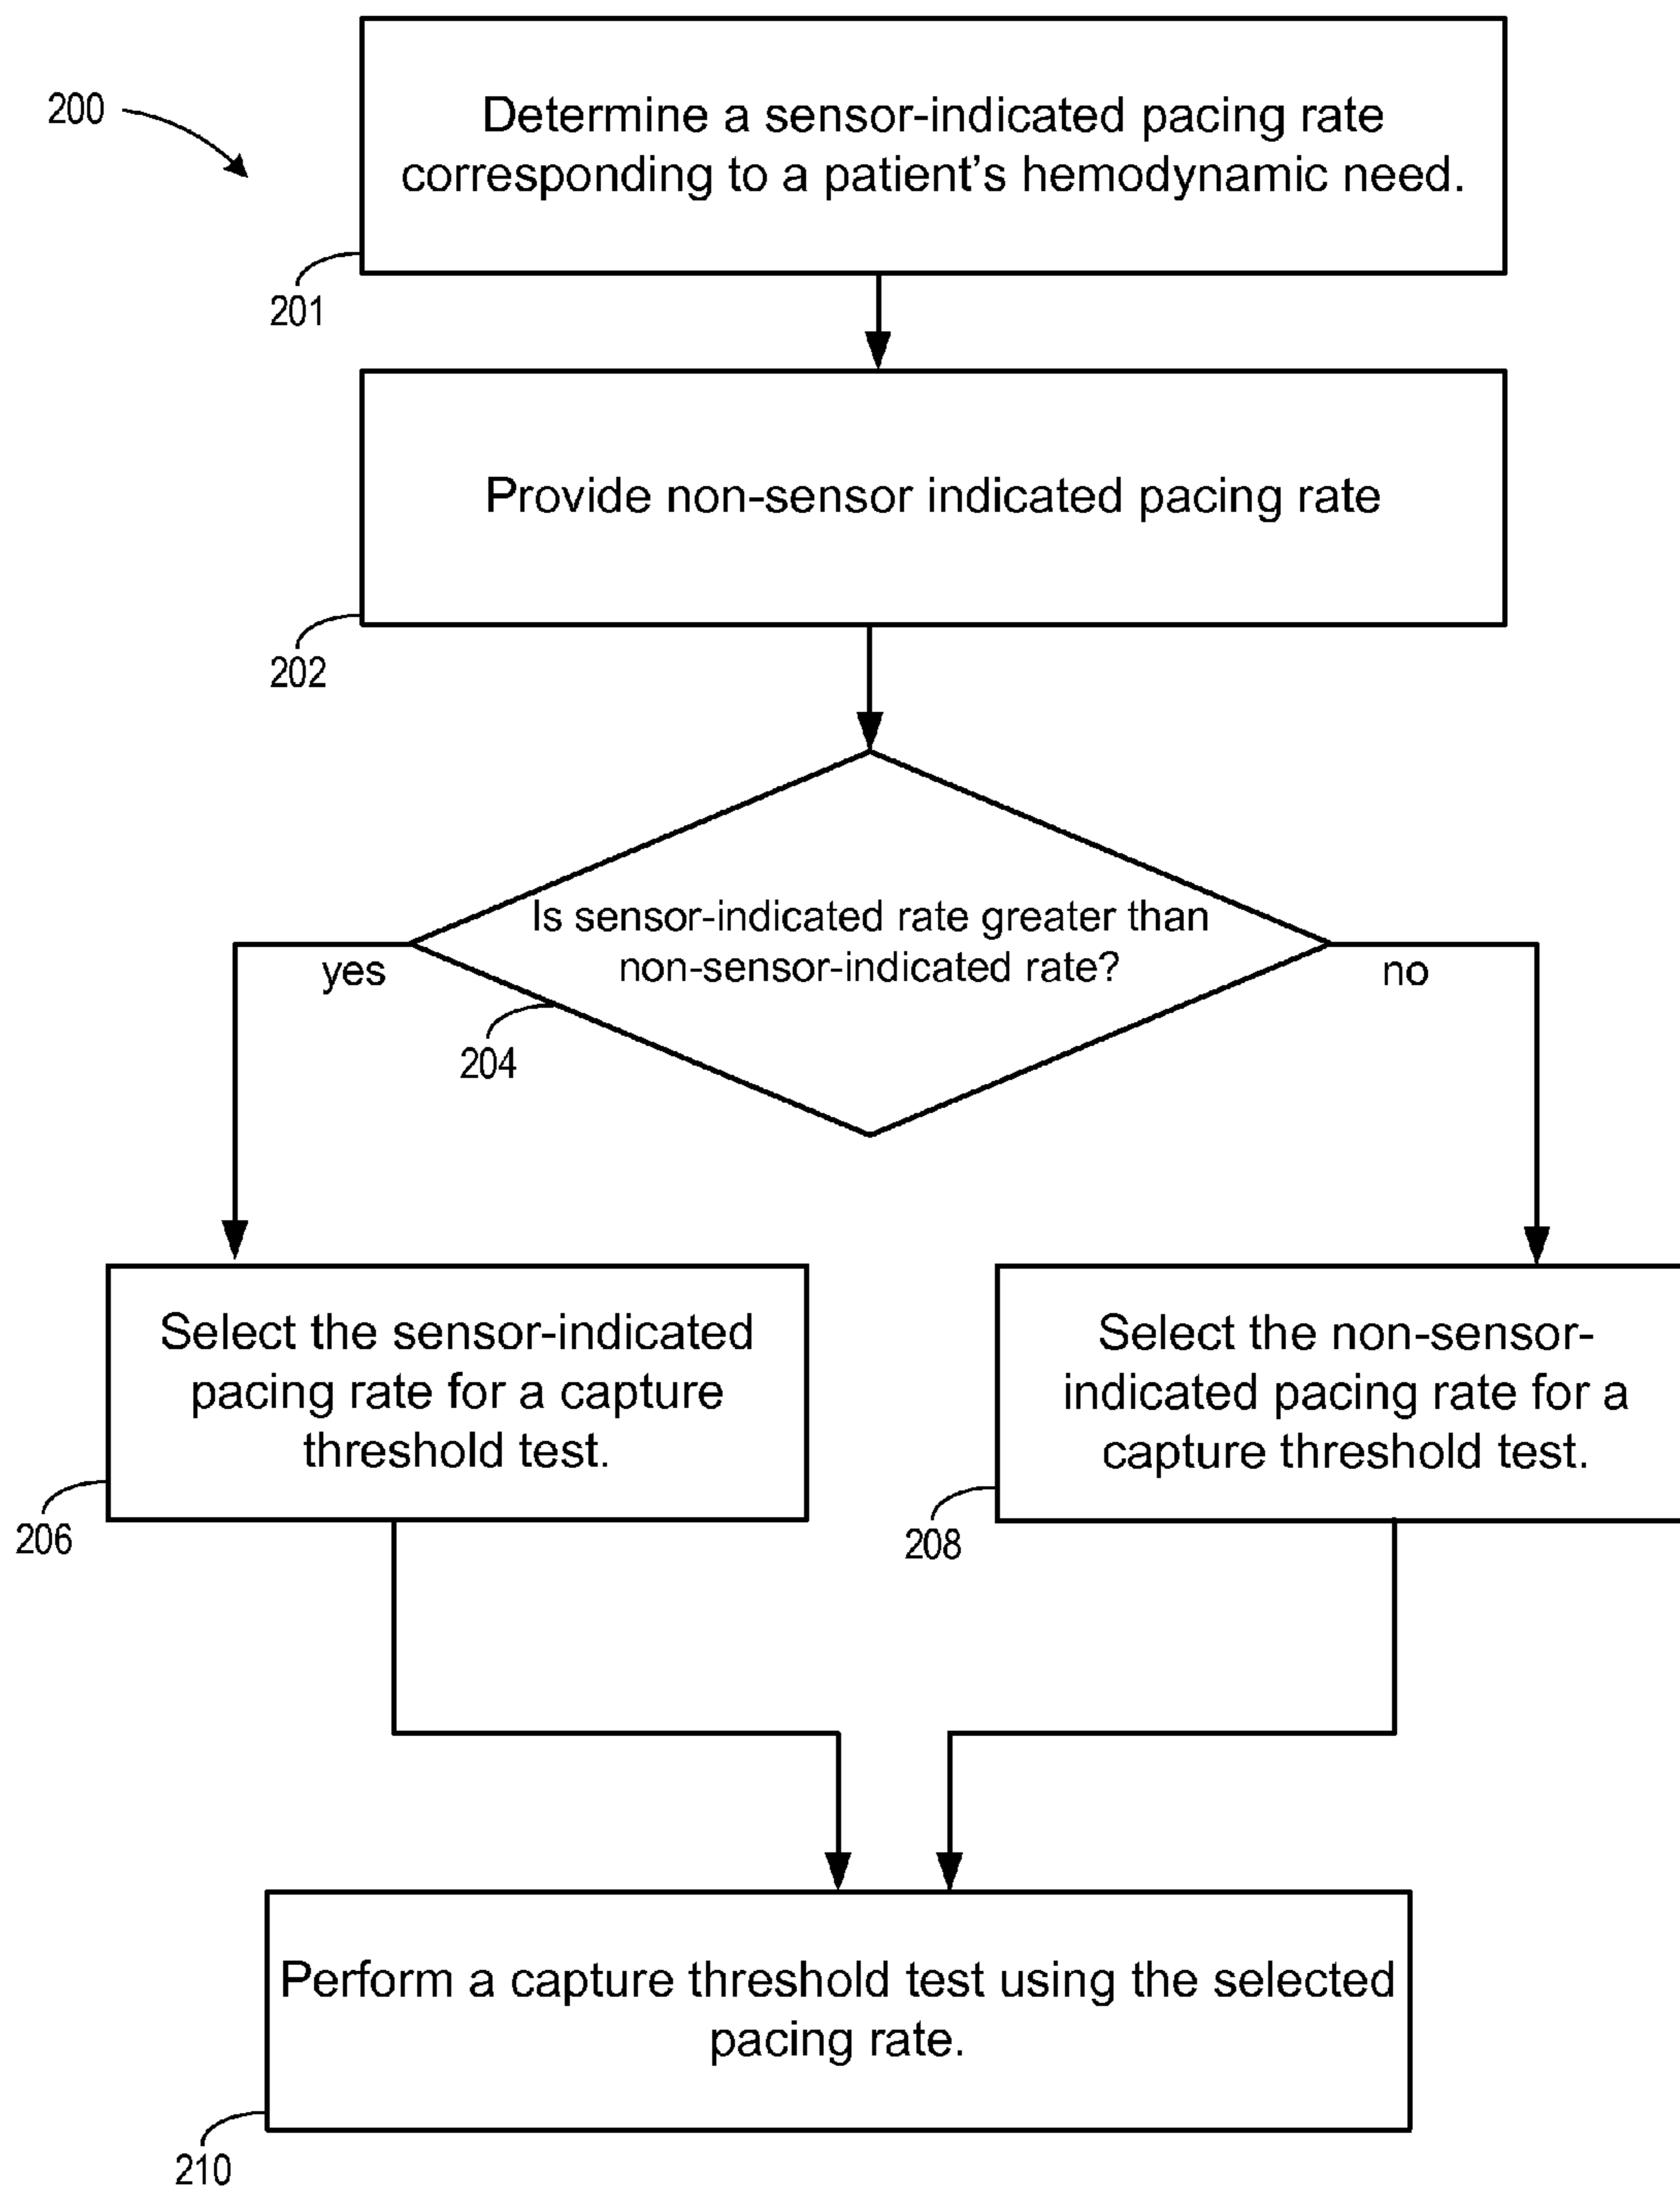 200
Determine a sensor-indicated pacing rate
corresponding to a patient's hemodynamic need.
201
Provide non-sensor indicated pacing rate
202
Is sensor-indicated rate greater than
non-sensor-indicated rate?
yes
no
204
Select the sensor-indicated
pacing rate for a capture
threshold test.
206
Select the non-sensor-
indicated pacing rate for a
capture threshold test.
208
Perform a capture threshold test using the selected
pacing rate.
210